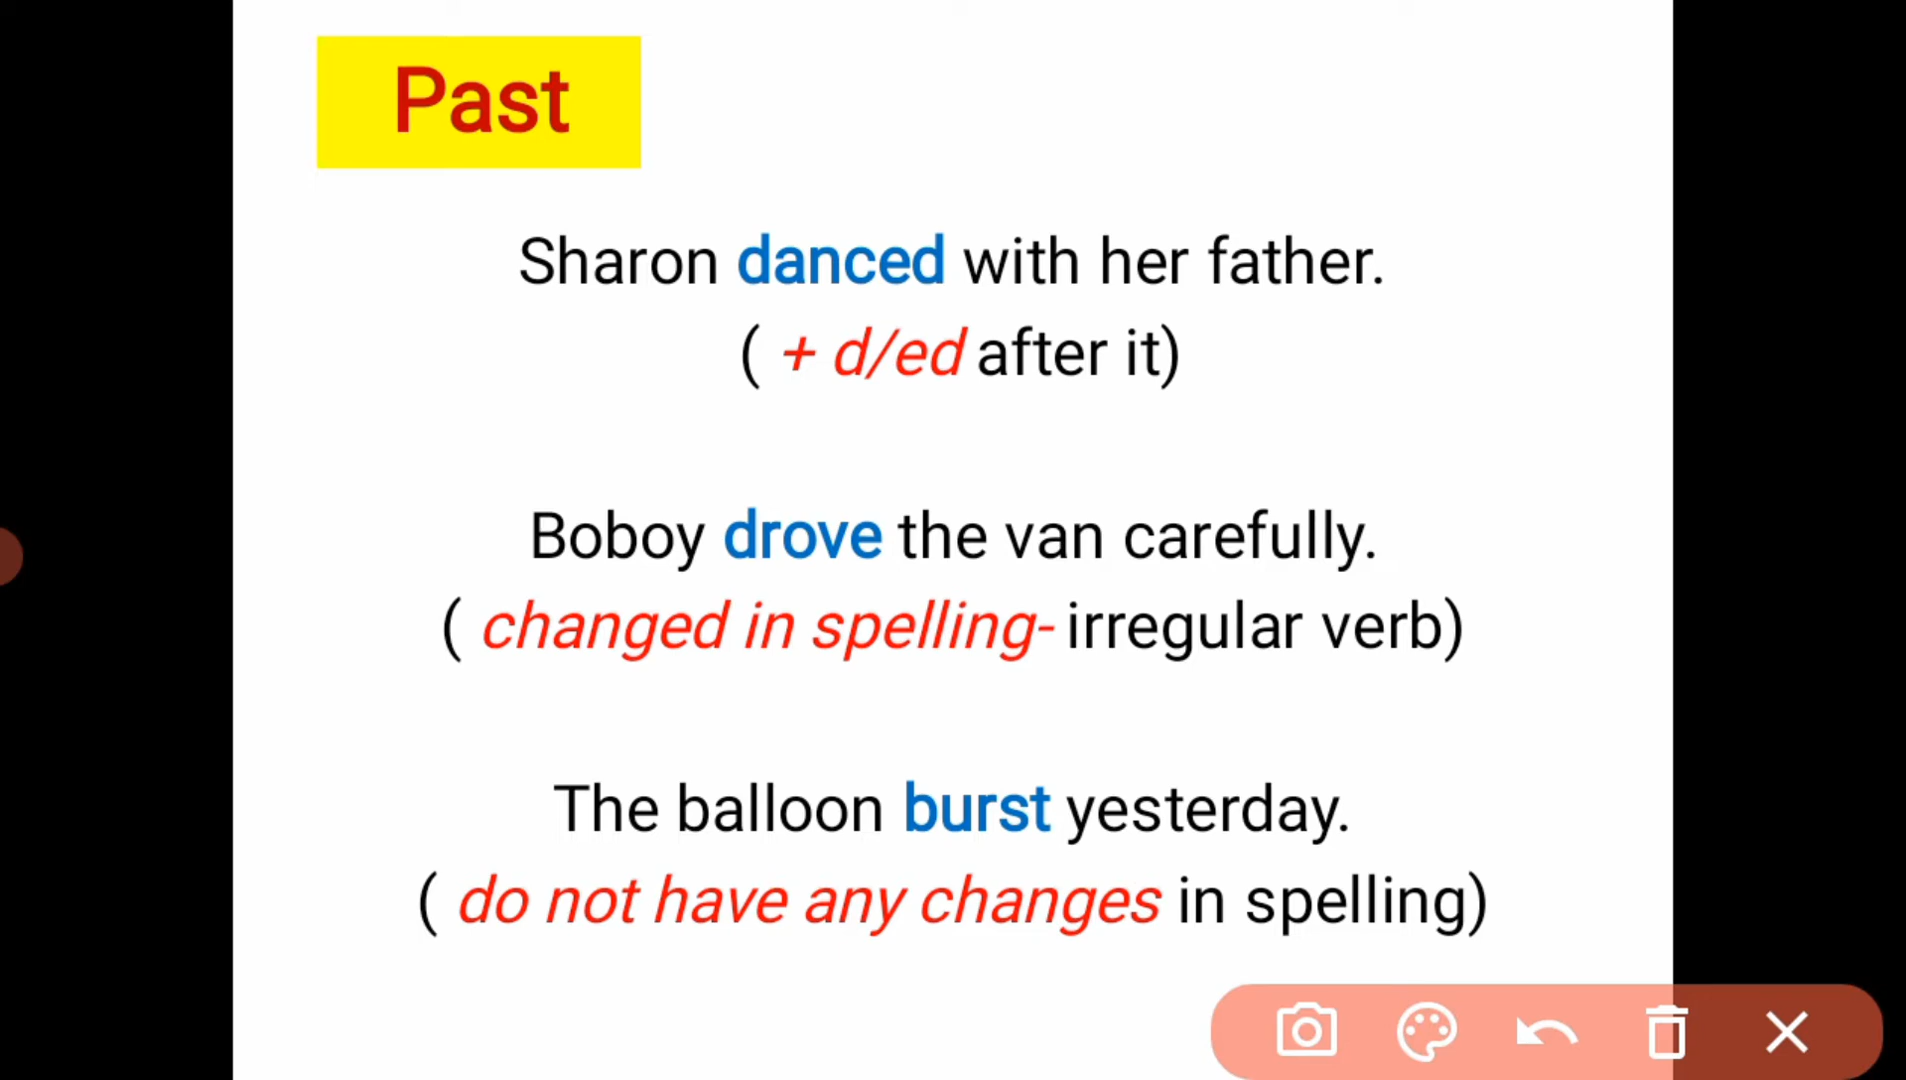 Past
Sharon danced with her father.
( + d/ed after it)
Boboy drove the van carefully.
( changed in spelling- irregular verb)
The balloon burst yesterday.
( do not have any changes in spelling)